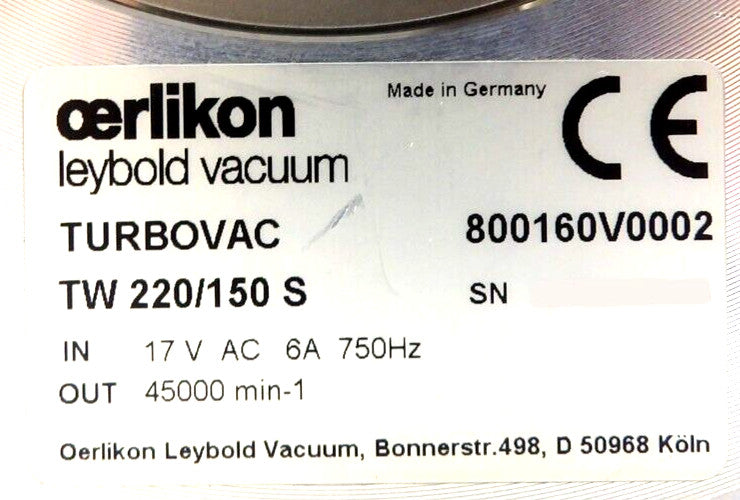 Made in Germany
CE
oerlikon
leybold vacuum
TURBOVAC 800160V0002
TW 220/150 S SN
IN 17 V AC 6A 750Hz
OUT 45000 min-1
Oerlikon Leybold Vacuum, Bonnerstr.498, D 50968 Köln